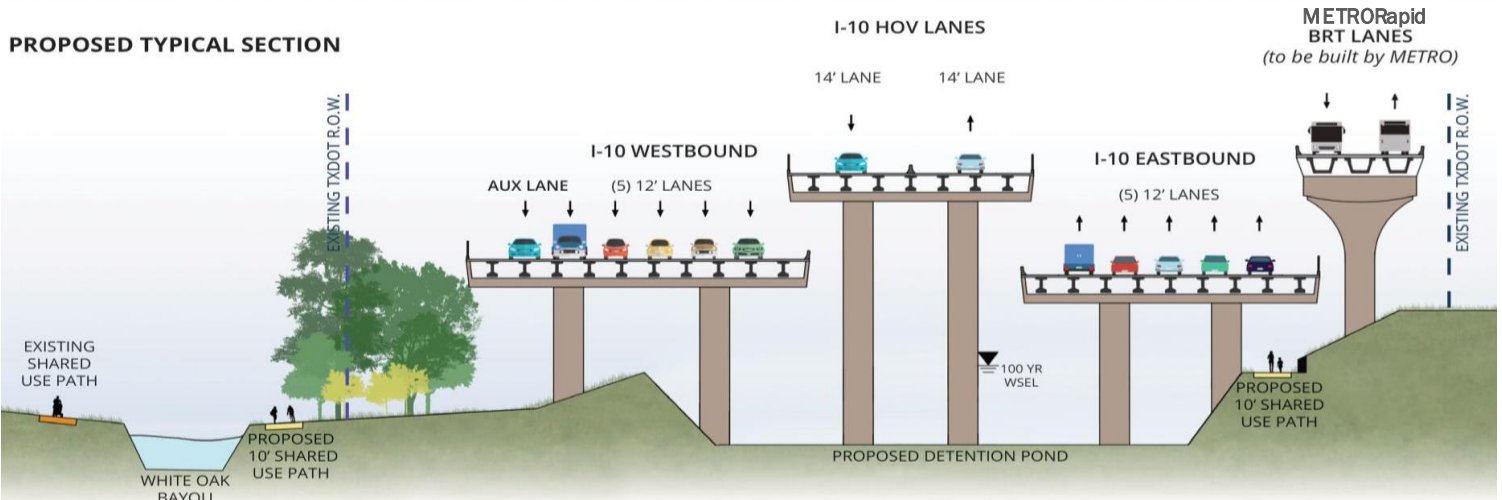 PROPOSED TYPICAL SECTION
EXISTING TXDOT R.O.W.
I-10 HOV LANES
14' LANE
14' LANE
METRORapid
BRT LANES
(to be built by METRO)
EXISTING TXDOT R.O.W.
I-10 WESTBOUND
AUX LANE
(5) 12' LANES
I-10 EASTBOUND
(5) 12' LANES
EXISTING
SHARED
USE PATH
100 YR
WSEL
PROPOSED
10' SHARED
USE PATH
PROPOSED
10' SHARED
USE PATH
PROPOSED DETENTION POND
WHITE OAK
BAYOU